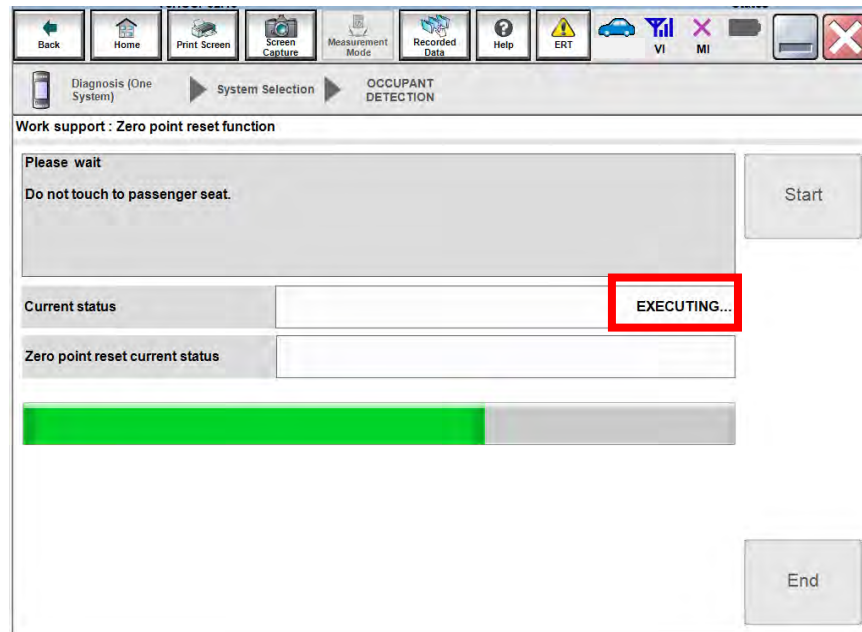 Back
Home
Print Screen
Screen
Capture
Measurement
Mode
Recorded
Data
Help
ERT
VI
MI
Diagnosis (One
System)
System Selection
OCCUPANT
DETECTION
Work support : Zero point reset function
Please wait
Do not touch to passenger seat.
Start
Current status
EXECUTING...
Zero point reset current status
End